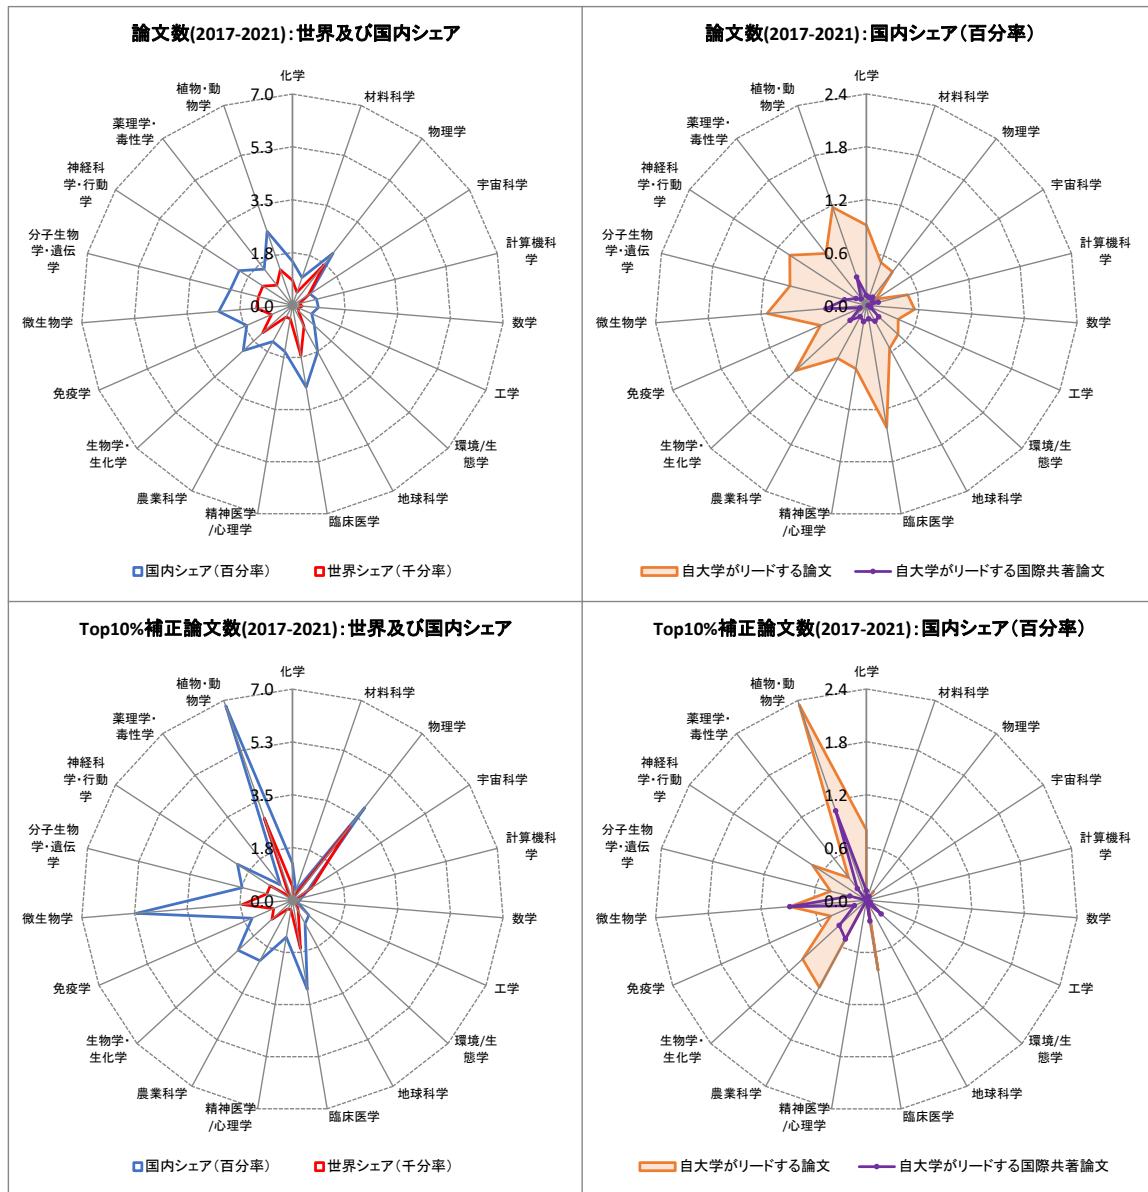 論文数(2017-2021):世界及び国内シェア
化学
材料科学
物理学
宇宙科学
計算機科
学
数学
工学
環境/生
態学
地球科学
臨床医学
精神医学
/心理学
農業科学
生物学・
生化学
免疫学
微生物学
分子生物
学・遺伝
学
神経科
学・行動
学
薬理学・
毒性学
植物・動
物学
7.0
5.3
3.5
1.8
0.0
国内シェア(百分率)
世界シェア(千分率)
論文数(2017-2021):国内シェア(百分率)
化学
材料科学
物理学
宇宙科学
計算機科
学
数学
工学
環境/生
態学
地球科学
臨床医学
精神医学
/心理学
農業科学
生物学・
生化学
免疫学
微生物学
分子生物
学・遺伝
学
神経科
学・行動
学
薬理学・
毒性学
植物・動
物学
2.4
1.8
1.2
0.6
0.0
自大学がリードする論文
自大学がリードする国際共著論文
Top10%補正論文数(2017-2021):世界及び国内シェア
化学
材料科学
物理学
宇宙科学
計算機科
学
数学
工学
環境/生
態学
地球科学
臨床医学
精神医学
/心理学
農業科学
生物学・
生化学
免疫学
微生物学
分子生物
学・遺伝
学
神経科
学・行動
学
薬理学・
毒性学
植物・動
物学
7.0
5.3
3.5
1.8
0.0
国内シェア(百分率)
世界シェア(千分率)
Top10%補正論文数(2017-2021):国内シェア(百分率)
化学
材料科学
物理学
宇宙科学
計算機科
学
数学
工学
環境/生
態学
地球科学
臨床医学
精神医学
/心理学
農業科学
生物学・
生化学
免疫学
微生物学
分子生物
学・遺伝
学
神経科
学・行動
学
薬理学・
毒性学
植物・動
物学
2.4
1.8
1.2
0.6
0.0
自大学がリードする論文
自大学がリードする国際共著論文